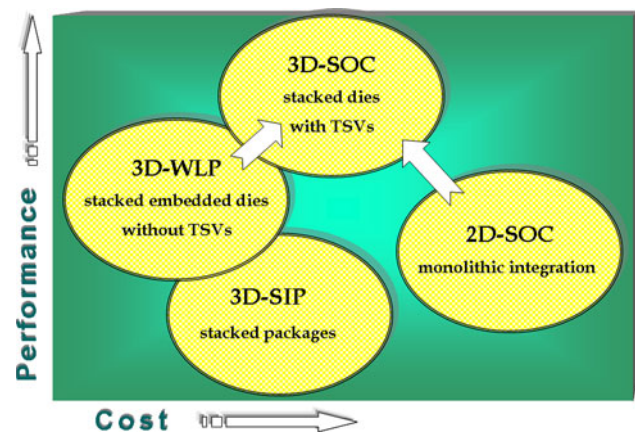 3D-SOC
stacked dies
with TSVs
3D-WLP
stacked embedded dies
without TSVs
2D-SOC
monolithic integration
3D-SIP
stacked packages
Performance
Cost